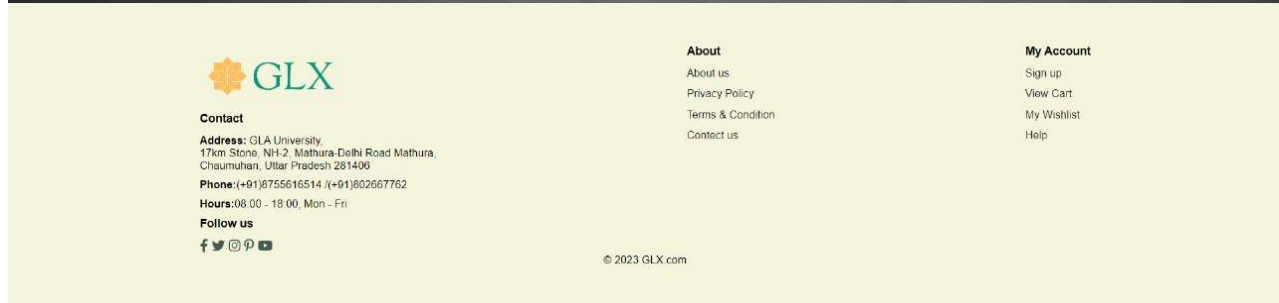 GLX
Contact
Address: GLA University,
17km Stone, NH-2, Mathura-Delhi Road Mathura,
Chaumuhan, Uttar Pradesh 281406
Phone:(+91)8755616514 /(+91)802667762
Hours:08:00 - 18:00, Mon - Fri
Follow us
About
About us
Privacy Policy
Terms & Condition
Contect us
My Account
Sign up
View Cart
My Wishlist
Help
© 2023 GLX.com